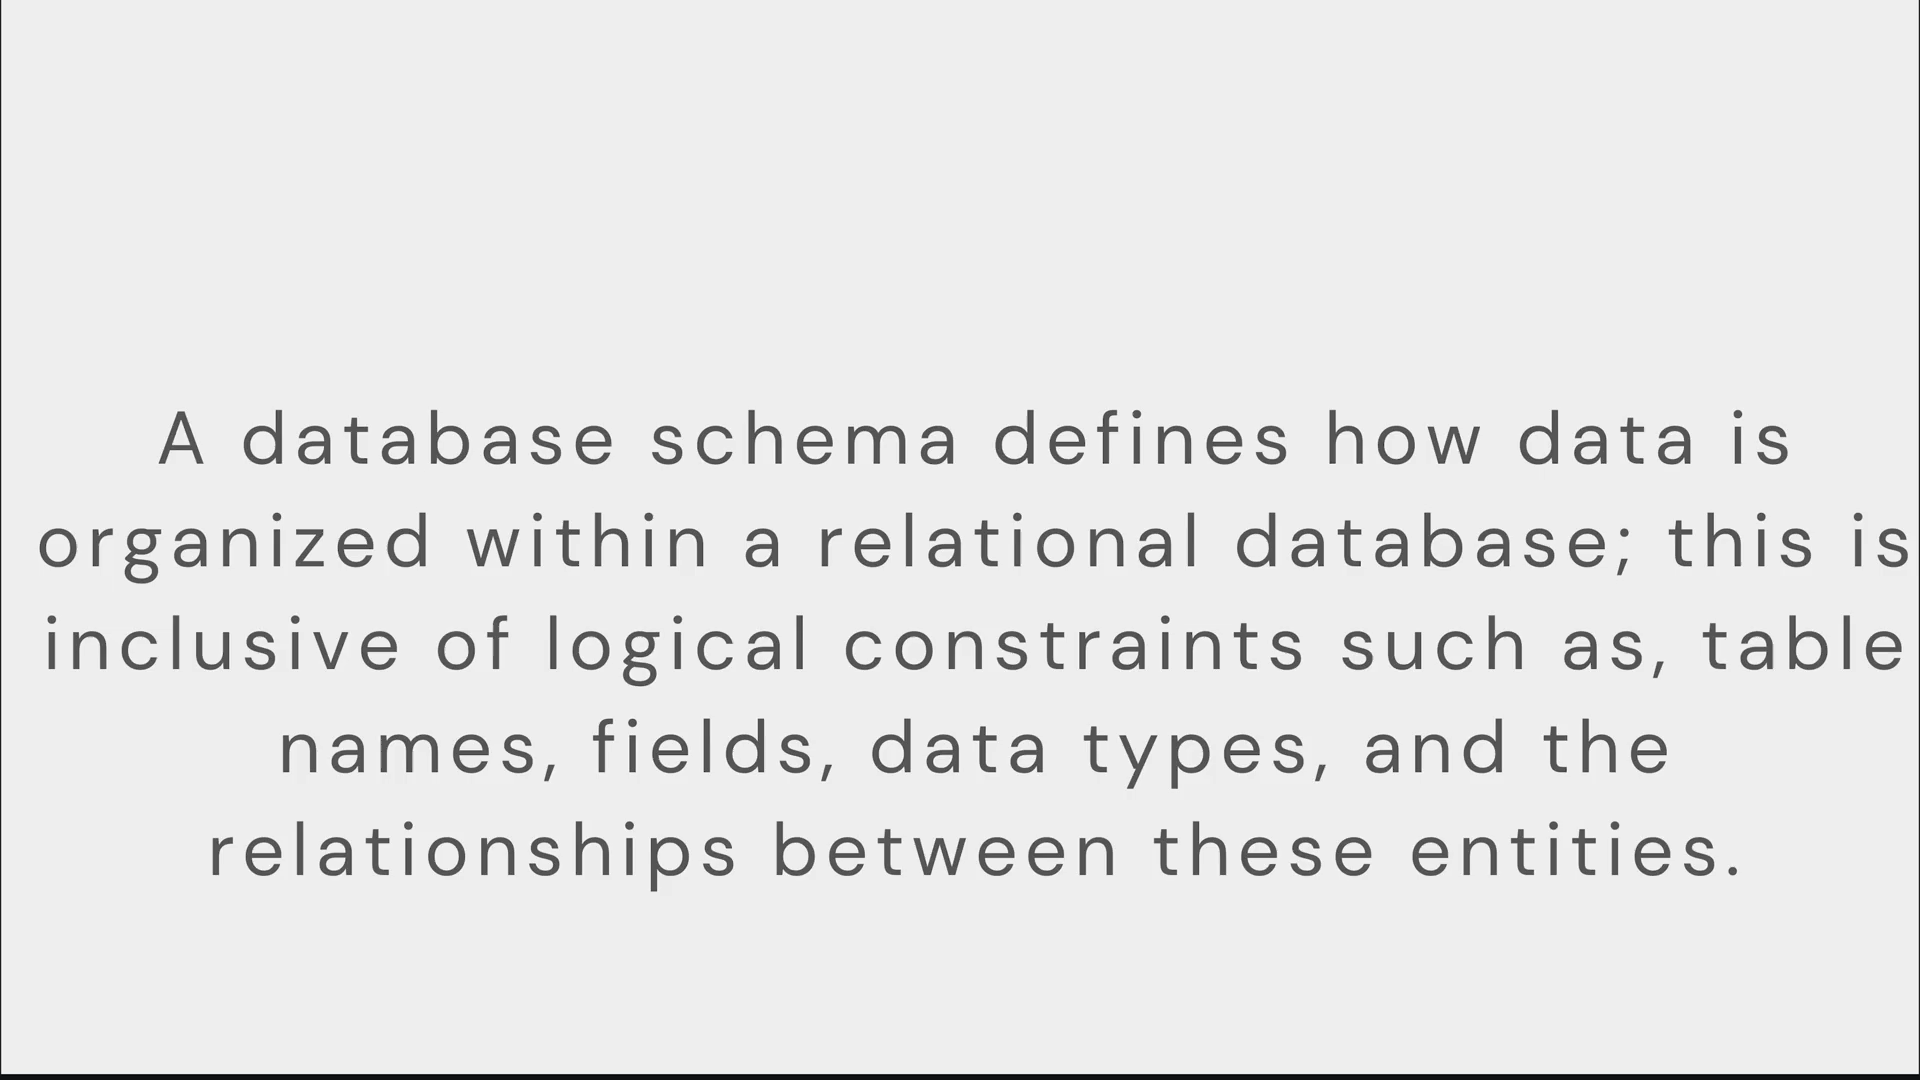 A database schema defines how data is
organized within a relational database; this is
inclusive of logical constraints such as, table
names, fields, data types, and the
relationships between these entities.